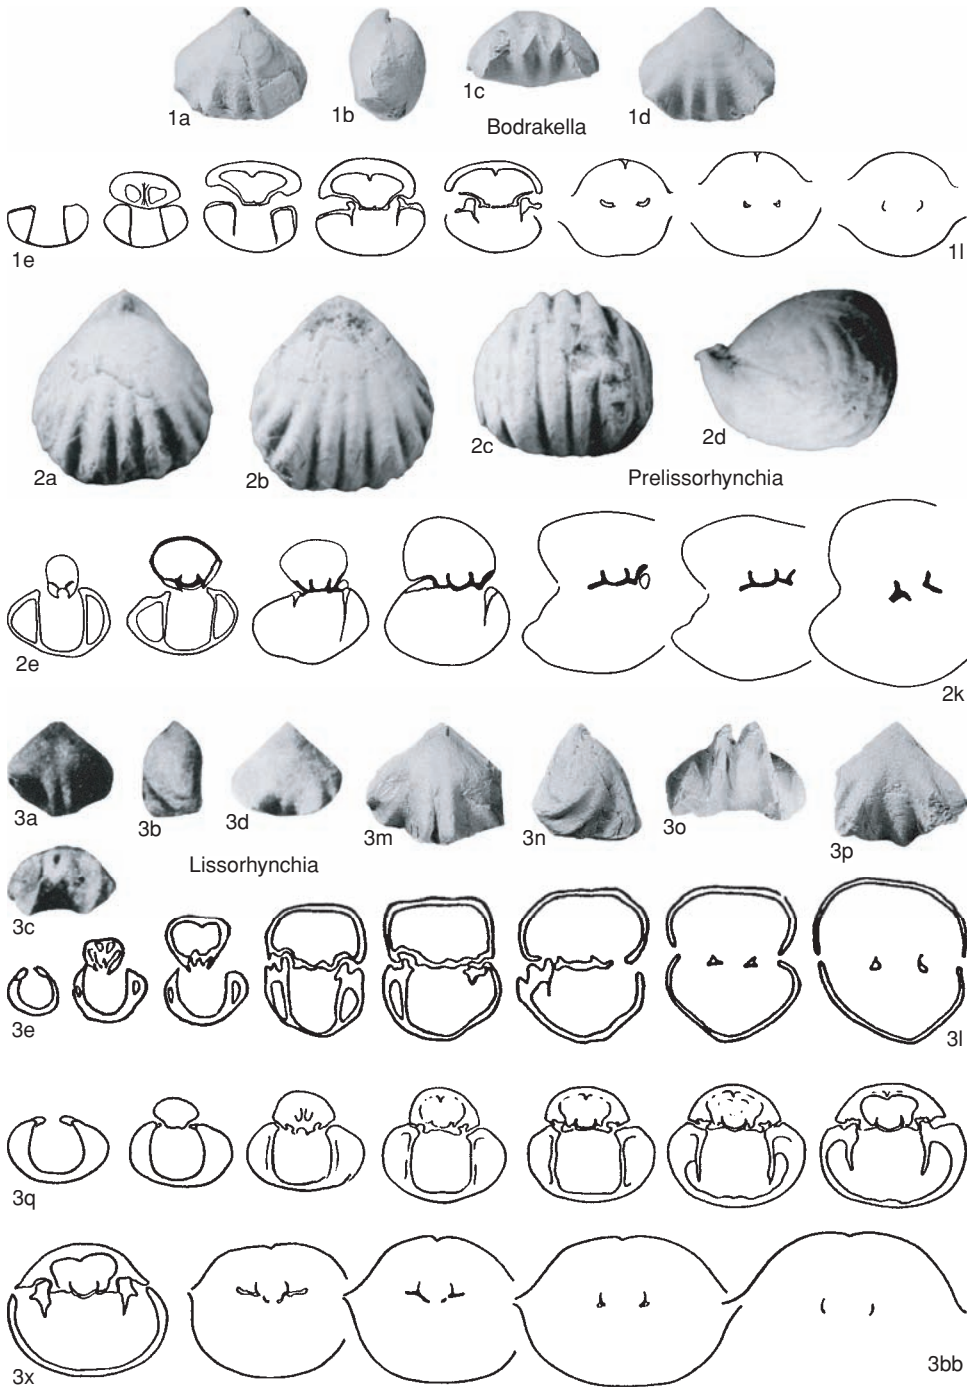 1a
1b
1c
1d
Bodrakella
1e
1l
2a
2b
2c
2d
Prelissorhynchia
2e
2k
3a
3b
3d
3m
3n
3o
3p
Lissorhynchia
3c
3e
3l
3q
3x
3bb